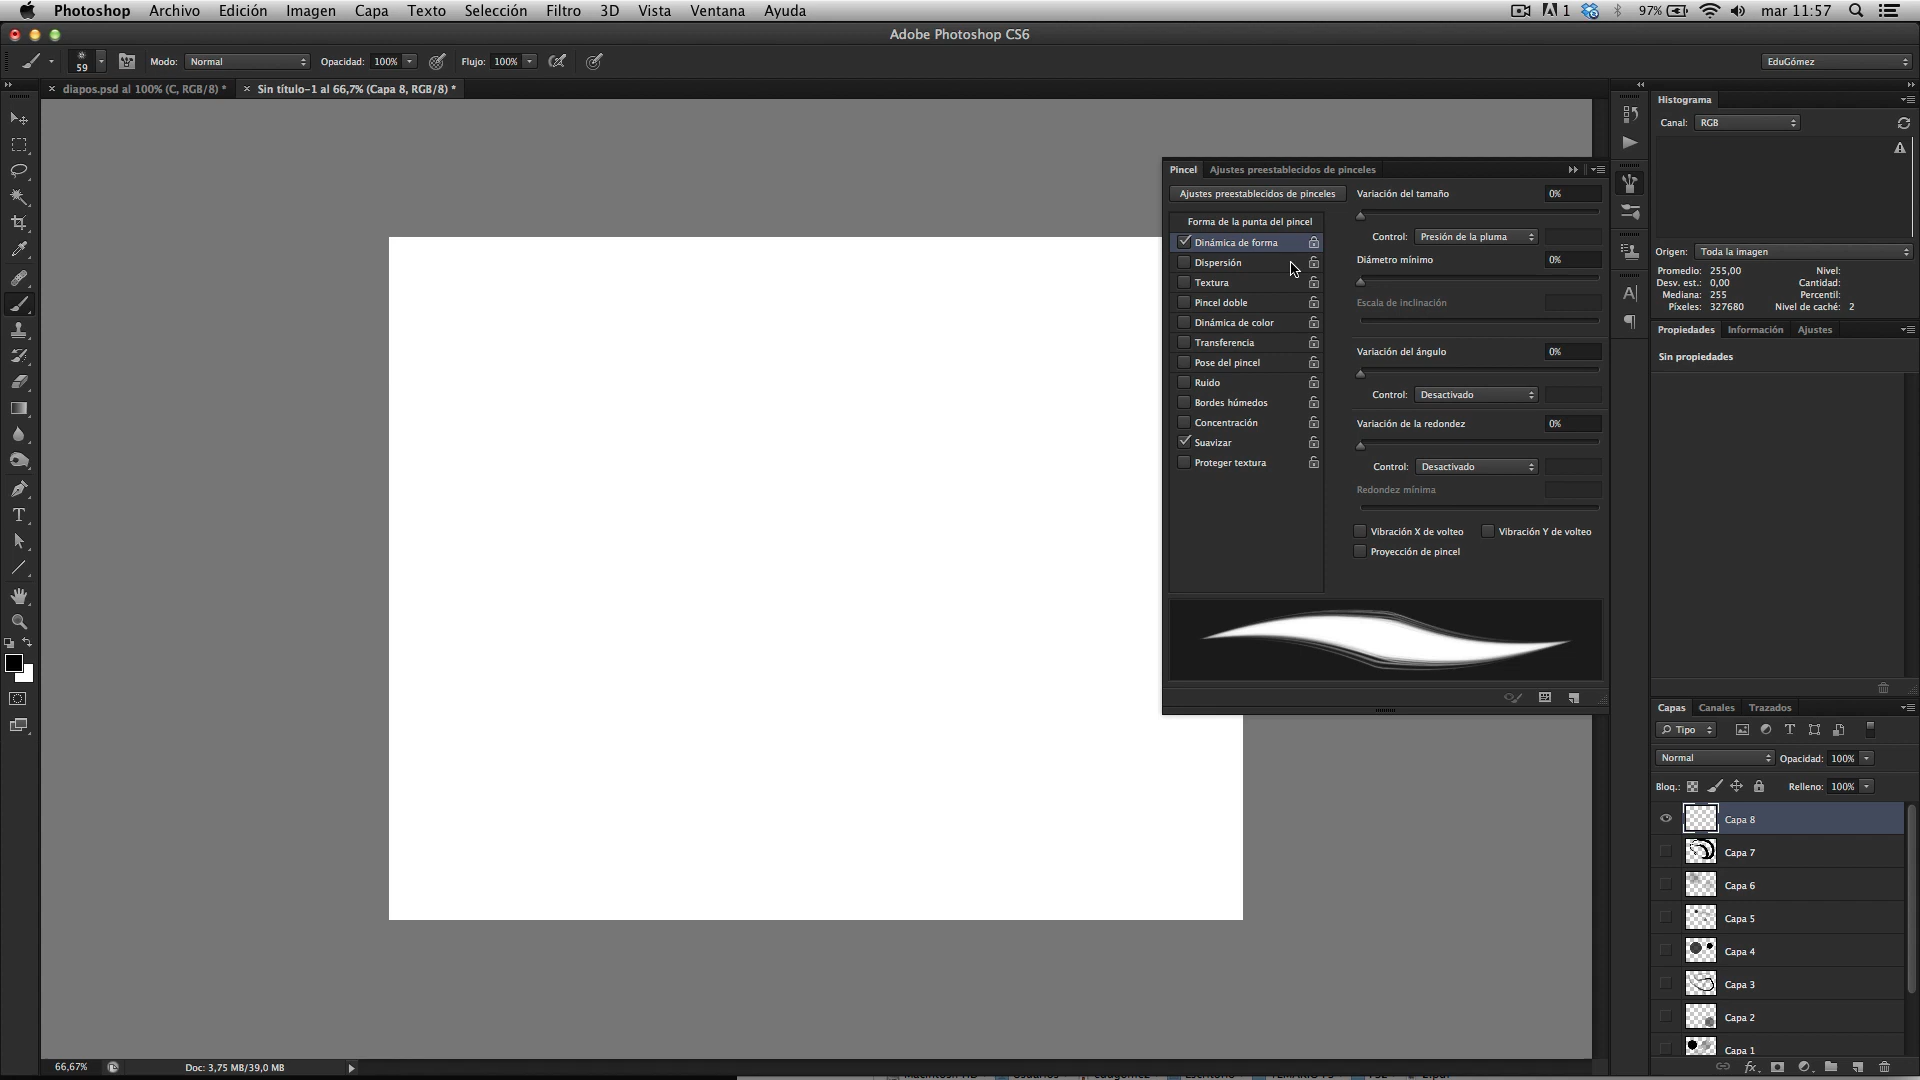 Photoshop Archivo Edición Imagen Capa Texto Selección Filtro 3D Vista Ventana Ayuda 1 97% mar 11:57
Adobe Photoshop CS6
59 Modo: Normal Opacidad: 100% Flujo: 100% EduGómez
× diapos.psd al 100% (C, RGB/8) * × Sin título-1 al 66,7% (Capa 8, RGB/8) *
Histograma
Canal: RGB
Origen: Toda la imagen
Promedio: 255,00 Nivel:
Desv. est.: 0,00 Cantidad:
Mediana: 255 Percentil:
Píxeles: 327680 Nivel de caché: 2
Propiedades Información Ajustes
Sin propiedades
Pincel Ajustes preestablecidos de pinceles
Ajustes preestablecidos de pinceles
Forma de la punta del pincel
Dinámica de forma
Dispersión
Textura
Pincel doble
Dinámica de color
Transferencia
Pose del pincel
Ruido
Bordes húmedos
Concentración
Suavizar
Proteger textura
Variación del tamaño 0%
Control: Presión de la pluma
Diámetro mínimo 0%
Escala de inclinación
Variación del ángulo 0%
Control: Desactivado
Variación de la redondez 0%
Control: Desactivado
Redondez mínima
Vibración X de volteo Vibración Y de volteo
Proyección de pincel
Capas Canales Trazados
Tipo
Normal Opacidad: 100%
Bloq.: Relleno: 100%
Capa 8
Capa 7
Capa 6
Capa 5
Capa 4
Capa 3
Capa 2
Capa 1
66,67% Doc: 3,75 MB/39,0 MB